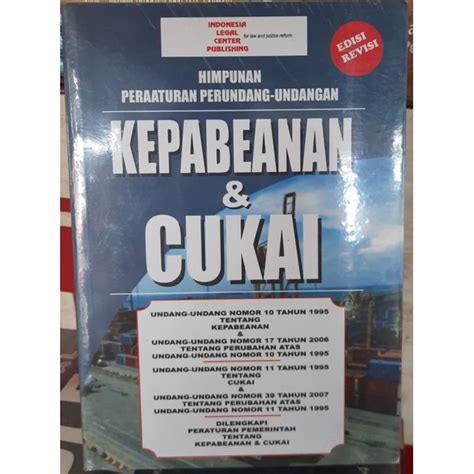 INDONESIA
LEGAL
CENTER
PUBLISHING
for law and justice reform
EDISI
REVISI
HIMPUNAN
PERAATURAN PERUNDANG-UNDANGAN
KEPABEANAN
&
CUKAI
UNDANG-UNDANG NOMOR 10 TAHUN 1995
TENTANG
KEPABEANAN
&
UNDANG-UNDANG NOMOR 17 TAHUN 2006
TENTANG PERUBAHAN ATAS
UNDANG-UNDANG NOMOR 10 TAHUN 1995
UNDANG-UNDANG NOMOR 11 TAHUN 1995
TENTANG
CUKAI
&
UNDANG-UNDANG NOMOR 39 TAHUN 2007
TENTANG PERUBAHAN ATAS
UNDANG-UNDANG NOMOR 11 TAHUN 1995
DILENGKAPI
PERATURAN PEMERINTAH
TENTANG
KEPABEANAN & CUKAI